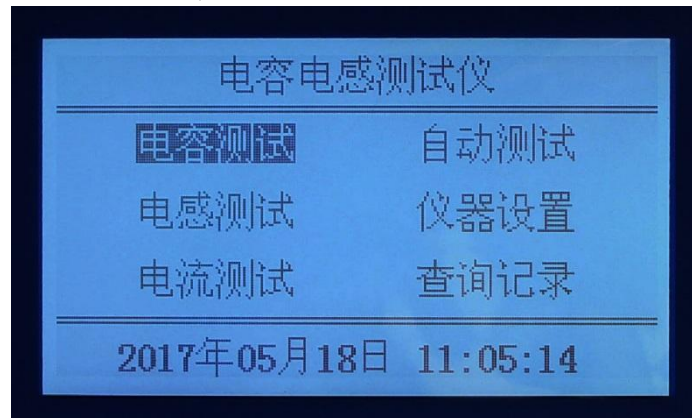 电容电感测试仪
电容测试 自动测试
电感测试 仪器设置
电流测试 查询记录
2017年05月18日 11:05:14